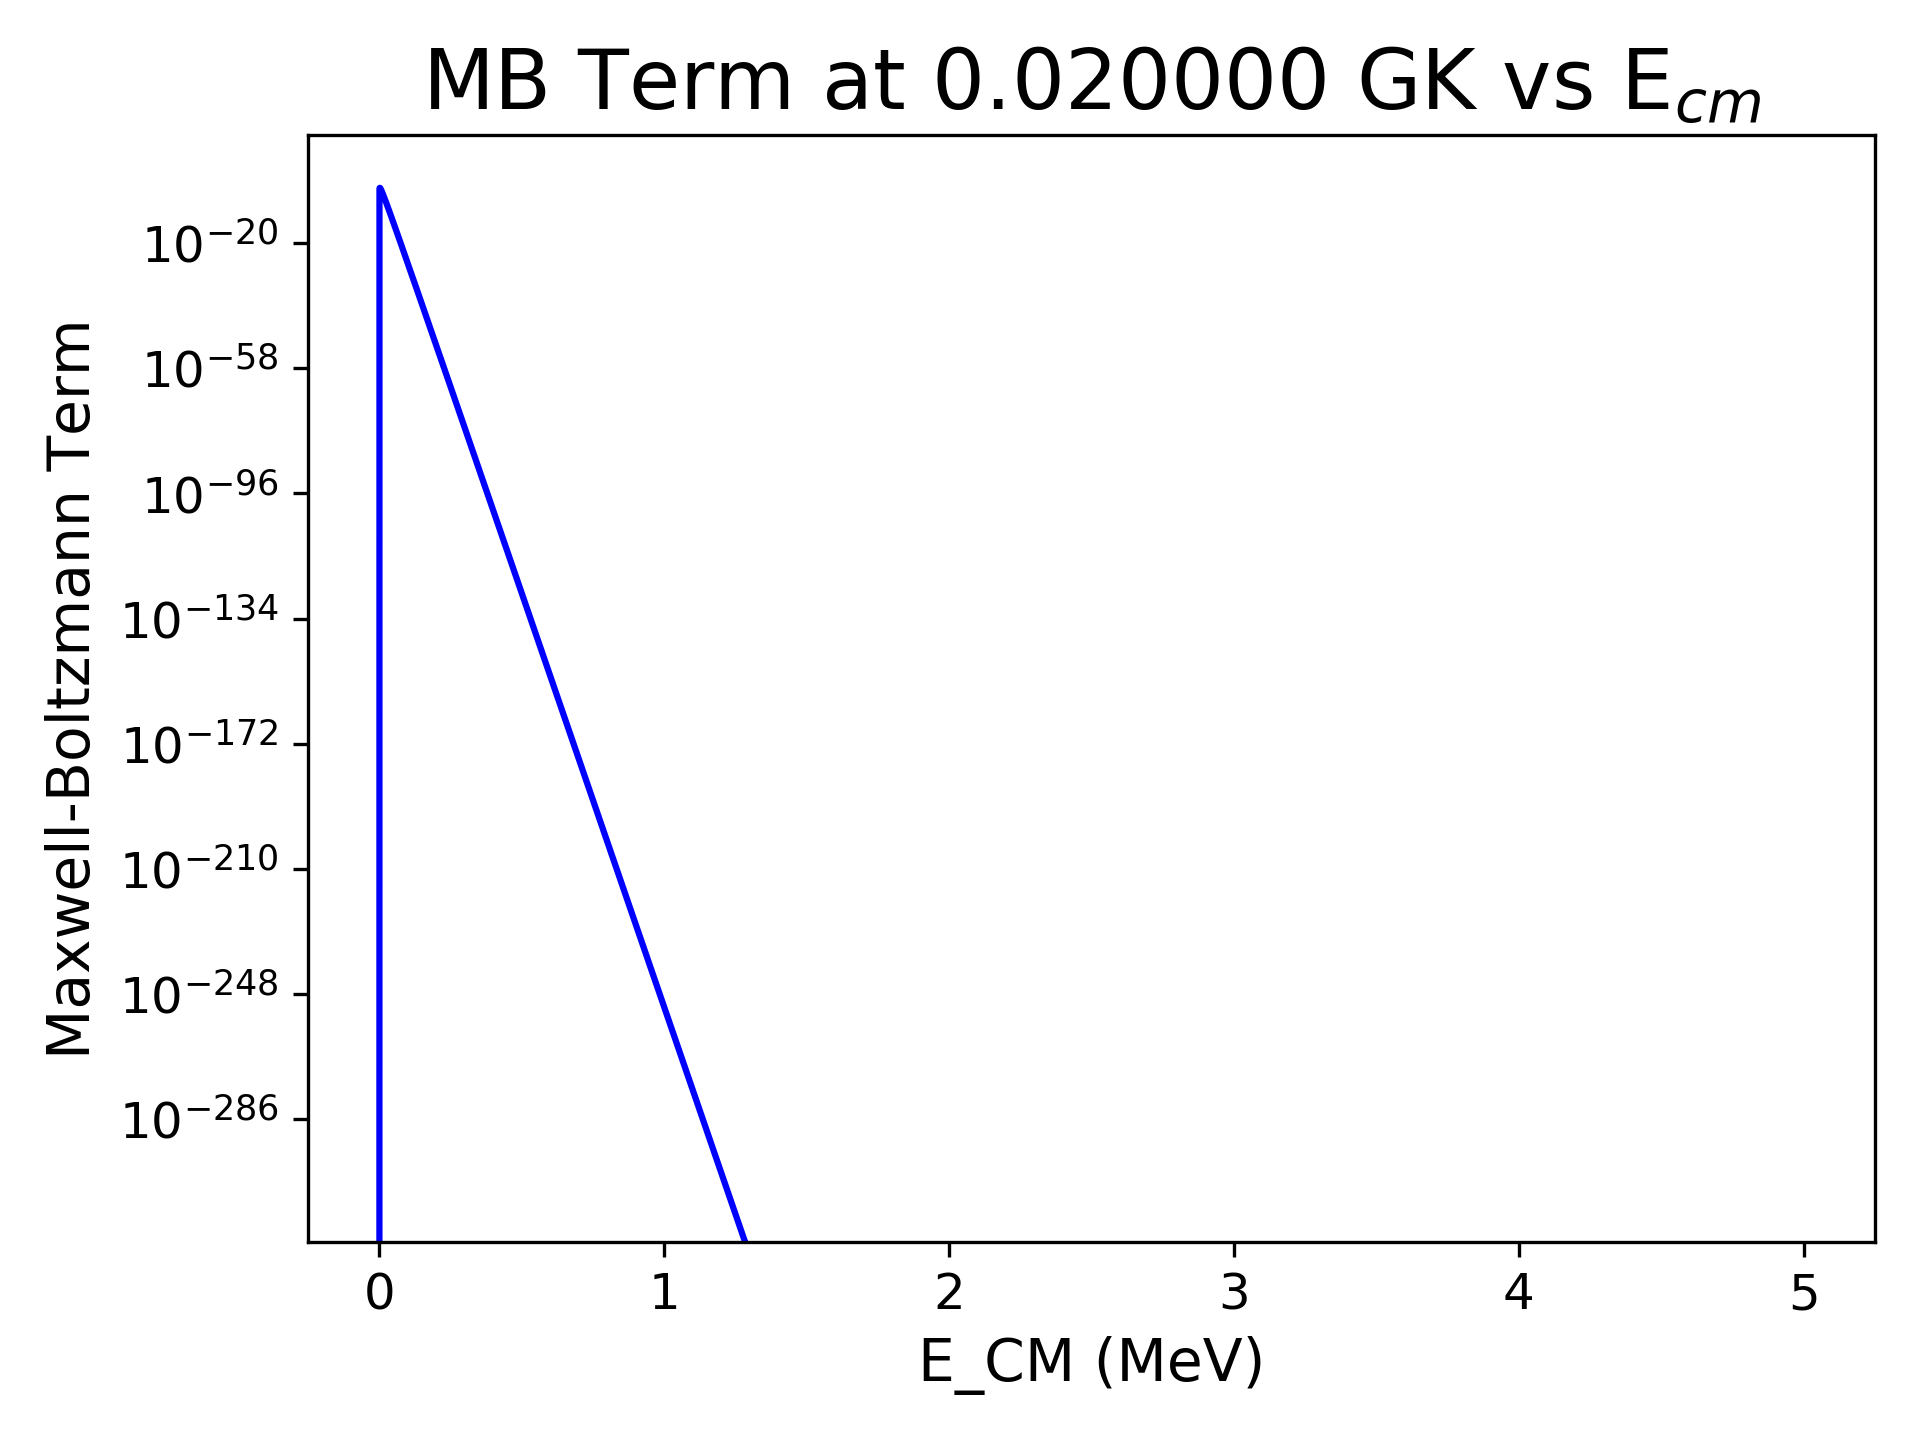 MB Term at 0.020000 GK vs E_{cm}
Maxwell-Boltzmann Term
10^{−20}
10^{−58}
10^{−96}
10^{−134}
10^{−172}
10^{−210}
10^{−248}
10^{−286}
0 1 2 3 4 5
E_CM (MeV)